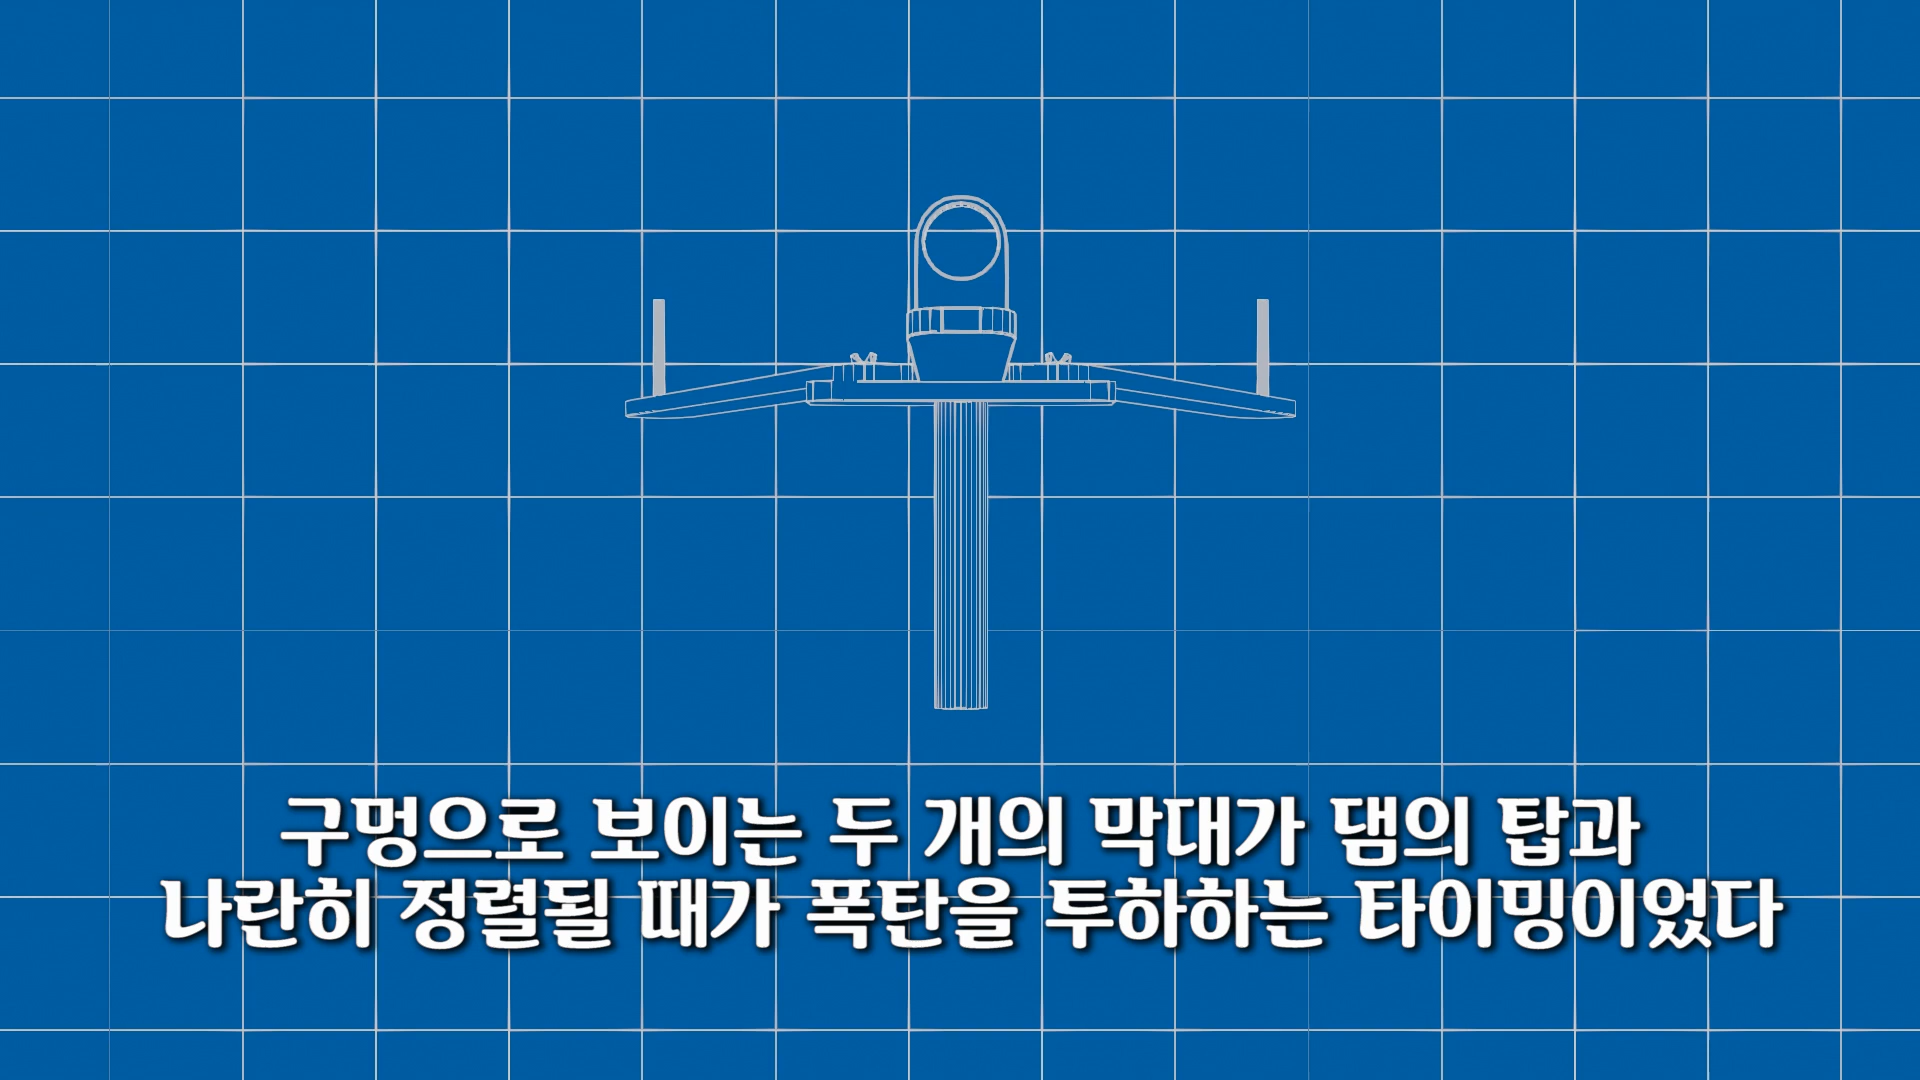 구멍으로 보이는 두 개의 막대가 댐의 탑과
나란히 정렬될 때가 폭탄을 투하하는 타이밍이었다